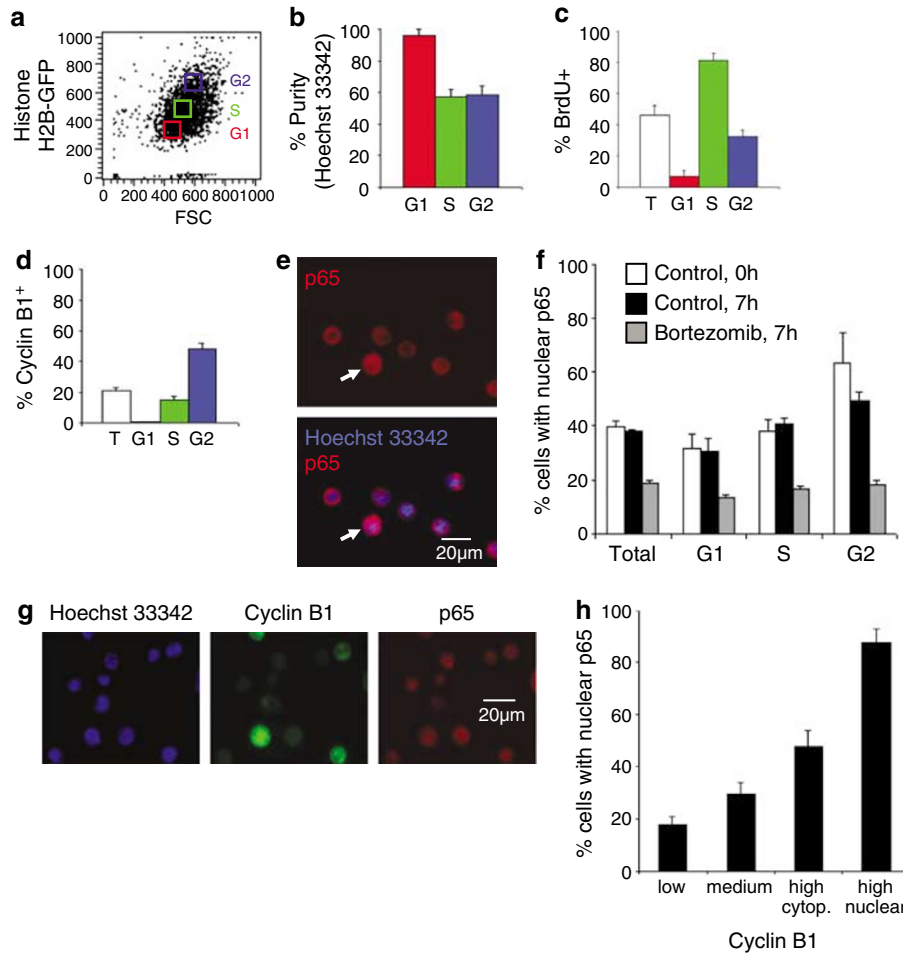 a
Histone
H2B-GFP
1000
800
600
400
200
0
G2
S
G1
0 200 400 600 800 1000
FSC
b
% Purity
(Hoechst 33342)
100
80
60
40
20
0
G1 S G2
c
% BrdU+
100
80
60
40
20
0
T G1 S G2
d
% Cyclin B1+
100
80
60
40
20
0
T G1 S G2
e
p65
Hoechst 33342
p65
20µm
f
% cells with nuclear p65
100
80
60
40
20
0
Control, 0h
Control, 7h
Bortezomib, 7h
Total G1 S G2
g
Hoechst 33342 Cyclin B1 p65
20µm
h
% cells with nuclear p65
100
80
60
40
20
0
low medium high cytop. high nuclear
Cyclin B1